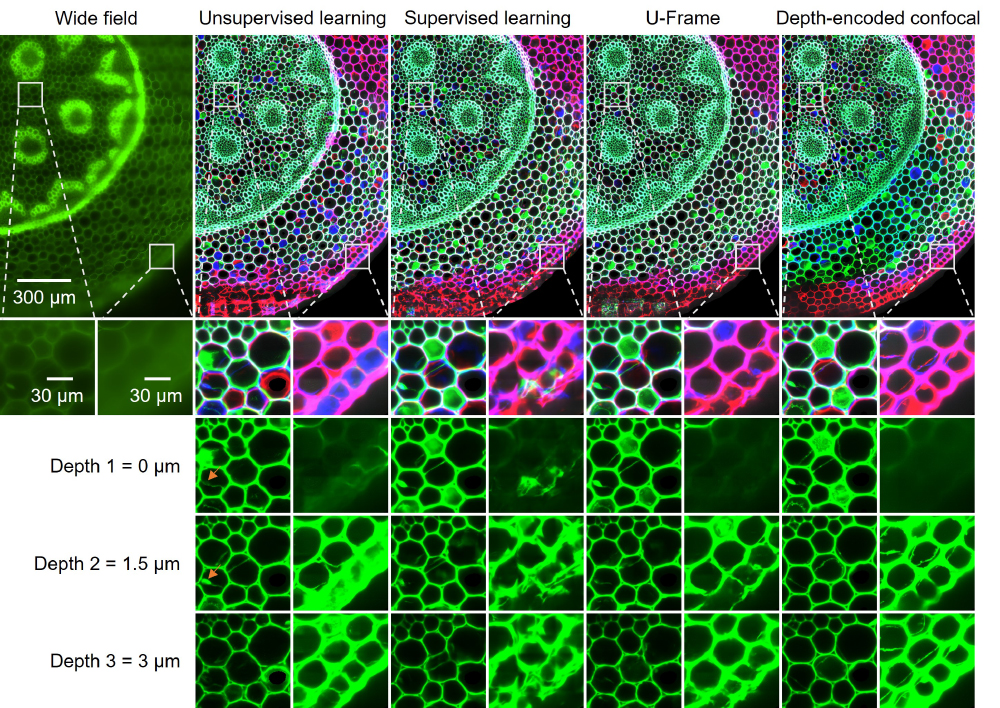 Wide field
Unsupervised learning
Supervised learning
U-Frame
Depth-encoded confocal
300 µm
30 µm
30 µm
Depth 1 = 0 µm
Depth 2 = 1.5 µm
Depth 3 = 3 µm